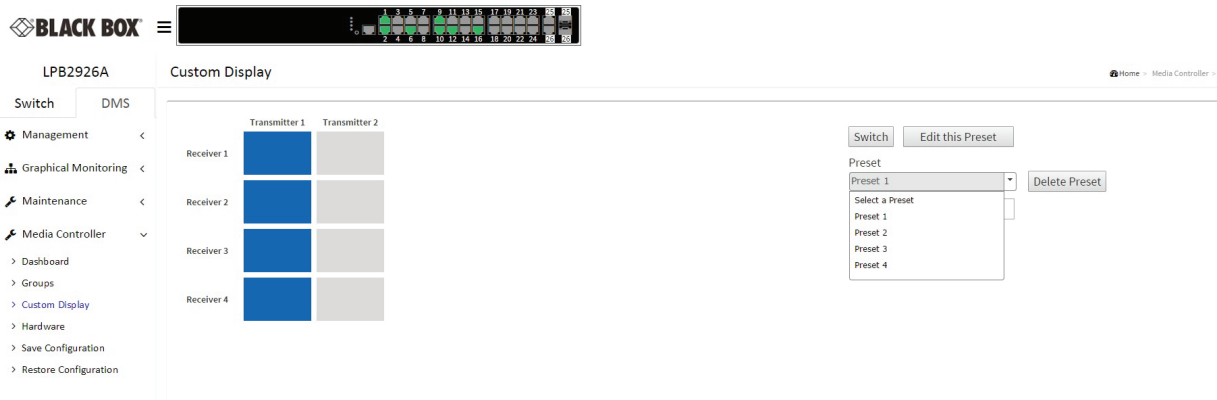 BLACK BOX
1 3 5 7 9 11 13 15 17 19 21 23 25 25
2 4 6 8 10 12 14 16 18 20 22 24 26 26
LPB2926A
Custom Display
Home > Media Controller >
Switch DMS
Management
Graphical Monitoring
Maintenance
Media Controller
> Dashboard
> Groups
> Custom Display
> Hardware
> Save Configuration
> Restore Configuration
Transmitter 1 Transmitter 2
Receiver 1
Receiver 2
Receiver 3
Receiver 4
Switch Edit this Preset
Preset
Preset 1 Delete Preset
Select a Preset
Preset 1
Preset 2
Preset 3
Preset 4